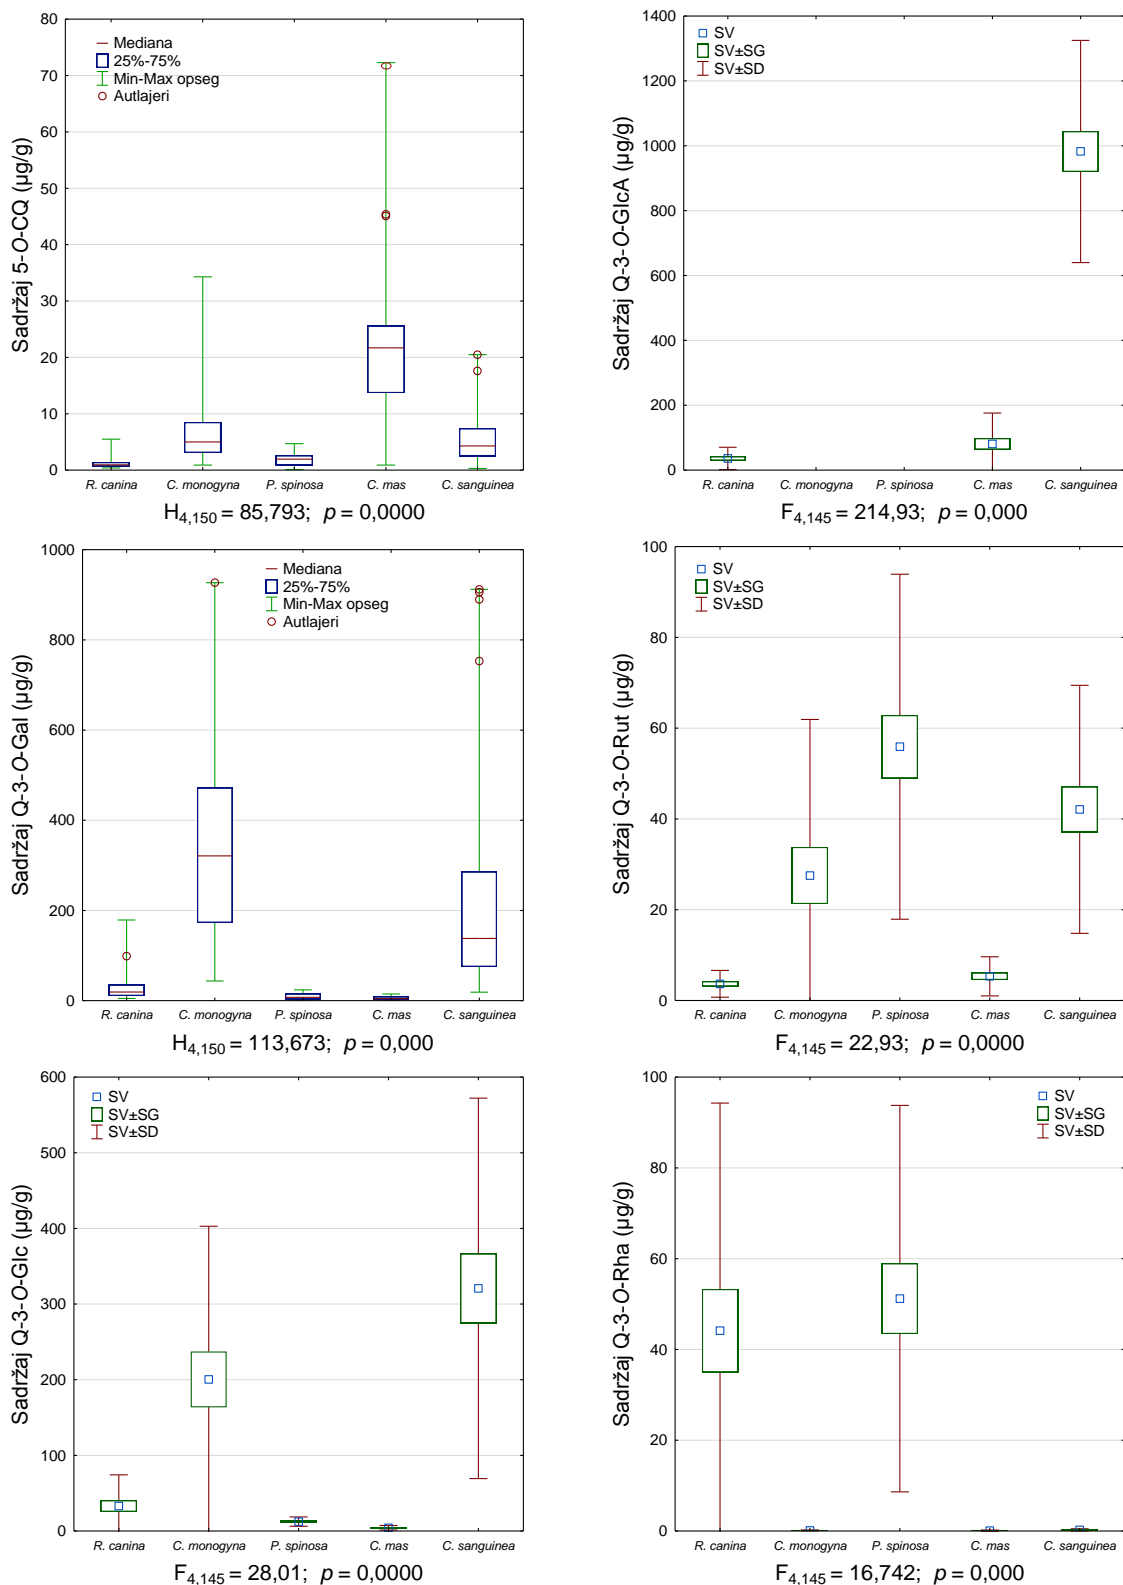 Sadržaj 5-O-CQ (µg/g)
80
70
60
50
40
30
20
10
0
Mediana
25%-75%
Min-Max opseg
Autlajeri
R. canina C. monogyna P. spinosa C. mas C. sanguinea
H4,150 = 85,793; p = 0,0000
Sadržaj Q-3-O-GlcA (µg/g)
1400
1200
1000
800
600
400
200
0
SV
SV±SG
SV±SD
R. canina C. monogyna P. spinosa C. mas C. sanguinea
F4,145 = 214,93; p = 0,000
Sadržaj Q-3-O-Gal (µg/g)
1000
800
600
400
200
0
Mediana
25%-75%
Min-Max opseg
Autlajeri
R. canina C. monogyna P. spinosa C. mas C. sanguinea
H4,150 = 113,673; p = 0,000
Sadržaj Q-3-O-Rut (µg/g)
100
80
60
40
20
0
SV
SV±SG
SV±SD
R. canina C. monogyna P. spinosa C. mas C. sanguinea
F4,145 = 22,93; p = 0,0000
Sadržaj Q-3-O-Glc (µg/g)
600
500
400
300
200
100
0
SV
SV±SG
SV±SD
R. canina C. monogyna P. spinosa C. mas C. sanguinea
F4,145 = 28,01; p = 0,0000
Sadržaj Q-3-O-Rha (µg/g)
100
80
60
40
20
0
SV
SV±SG
SV±SD
R. canina C. monogyna P. spinosa C. mas C. sanguinea
F4,145 = 16,742; p = 0,000